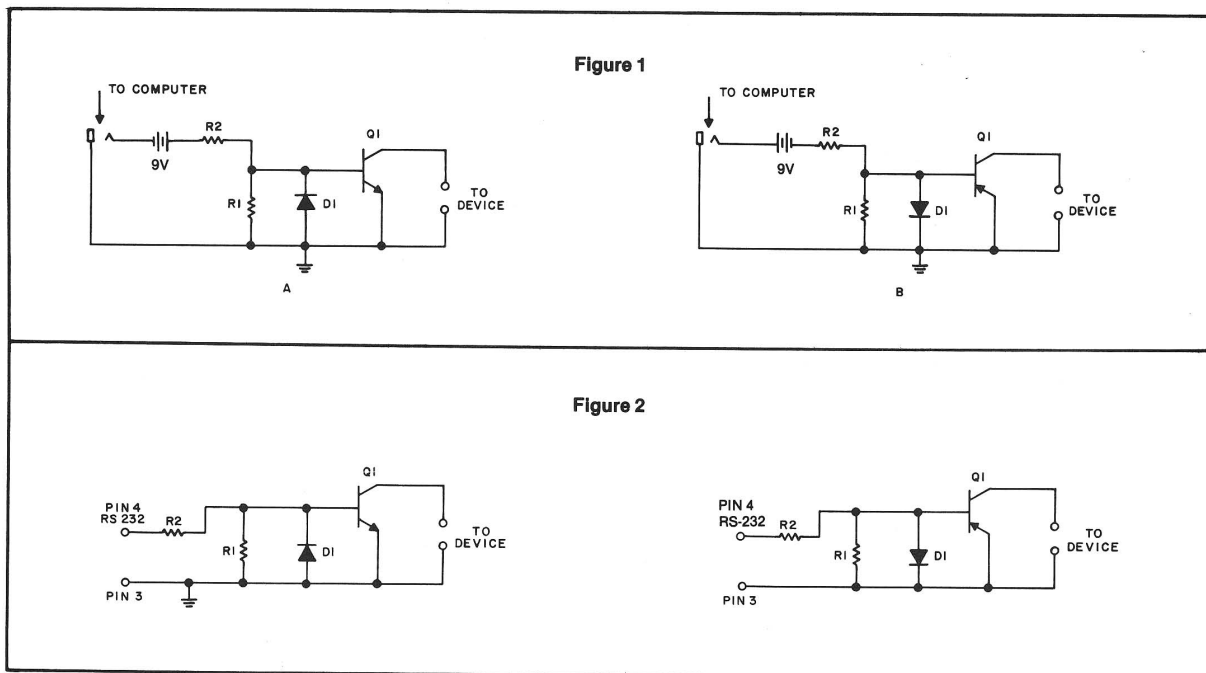 Figure 1
TO COMPUTER
R2
9V
R1
D1
Q1
TO
DEVICE
A
TO COMPUTER
R2
9V
R1
D1
Q1
TO
DEVICE
B
Figure 2
PIN 4
RS 232
R2
R1
D1
Q1
TO
DEVICE
PIN 3
PIN 4
RS-232
R2
R1
D1
Q1
TO
DEVICE
PIN 3